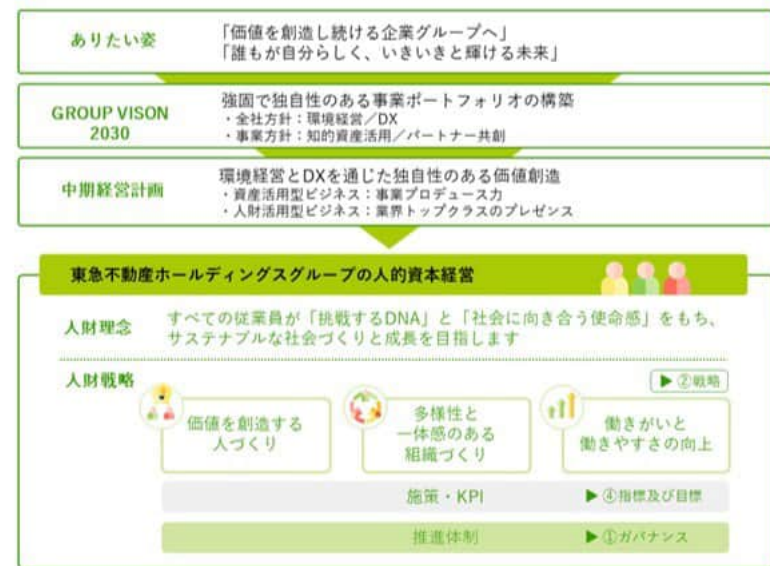 ありたい姿
「価値を創造し続ける企業グループへ」
「誰もが自分らしく、いきいきと輝ける未来」
GROUP VISON
2030
強固で独自性のある事業ポートフォリオの構築
・全社方針：環境経営／DX
・事業方針：知的資産活用／パートナー共創
中期経営計画
環境経営とDXを通じた独自性のある価値創造
・資産活用型ビジネス：事業プロデュース力
・人財活用型ビジネス：業界トップクラスのプレゼンス
東急不動産ホールディングスグループの人的資本経営
人財理念
すべての従業員が「挑戦するDNA」と「社会に向き合う使命感」をもち、
サステナブルな社会づくりと成長を目指します
人財戦略
▶ ②戦略
価値を創造する
人づくり
多様性と
一体感のある
組織づくり
働きがいと
働きやすさの向上
施策・KPI
▶ ④指標及び目標
推進体制
▶ ①ガバナンス